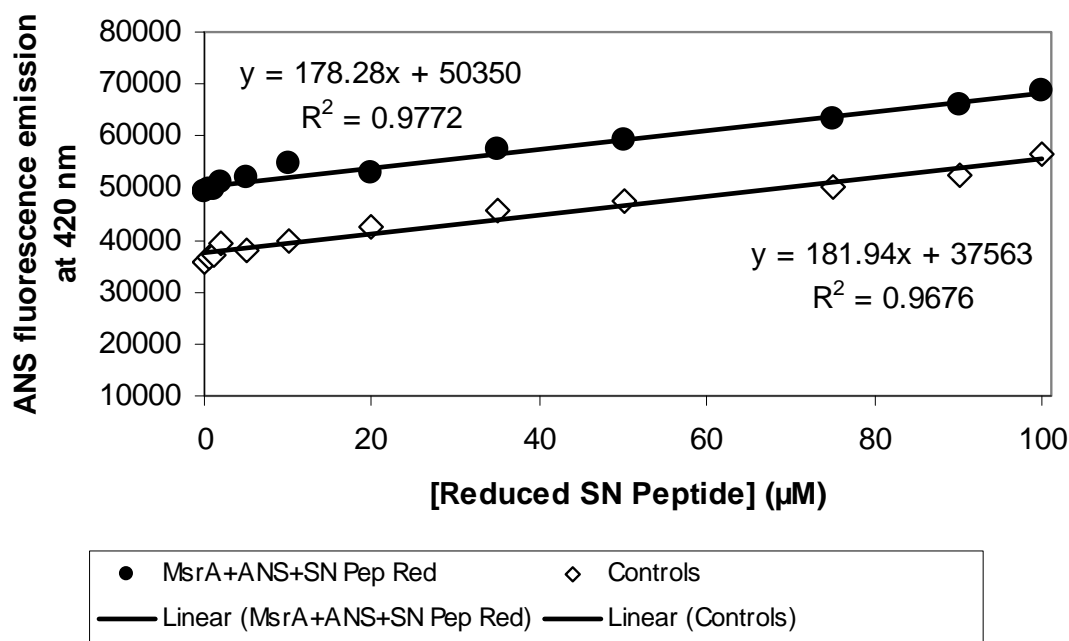 80000
70000
60000
50000
40000
30000
20000
10000
ANS fluorescence emission
at 420 nm
y = 178.28x + 50350
R² = 0.9772
y = 181.94x + 37563
R² = 0.9676
0 20 40 60 80 100
[Reduced SN Peptide] (µM)
MsrA+ANS+SN Pep Red Controls
Linear (MsrA+ANS+SN Pep Red) Linear (Controls)